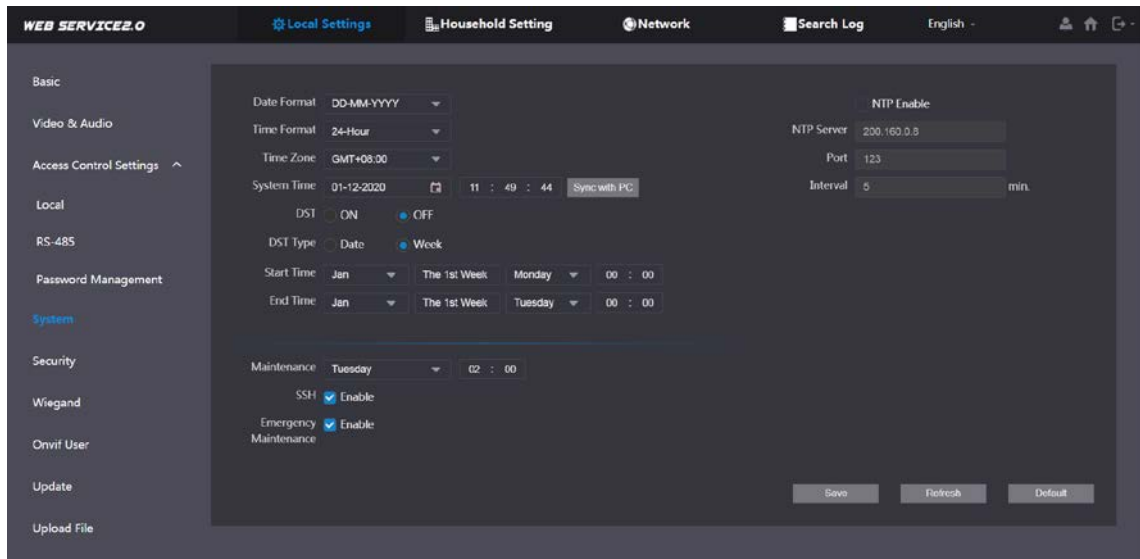 WEB SERVICE2.0 Local Settings Household Setting Network Search Log English
Basic
Video & Audio
Access Control Settings
Local
RS-485
Password Management
System
Security
Wiegand
Onvif User
Update
Upload File
Date Format DD-MM-YYYY
Time Format 24-Hour
Time Zone GMT+08:00
System Time 01-12-2020 11 : 49 : 44 Sync with PC
DST ON OFF
DST Type Date Week
Start Time Jan The 1st Week Monday 00 : 00
End Time Jan The 1st Week Tuesday 00 : 00
Maintenance Tuesday 02 : 00
SSH Enable
Emergency Enable
Maintenance
NTP Enable
NTP Server 200.160.0.8
Port 123
Interval 5 min.
Save Refresh Default